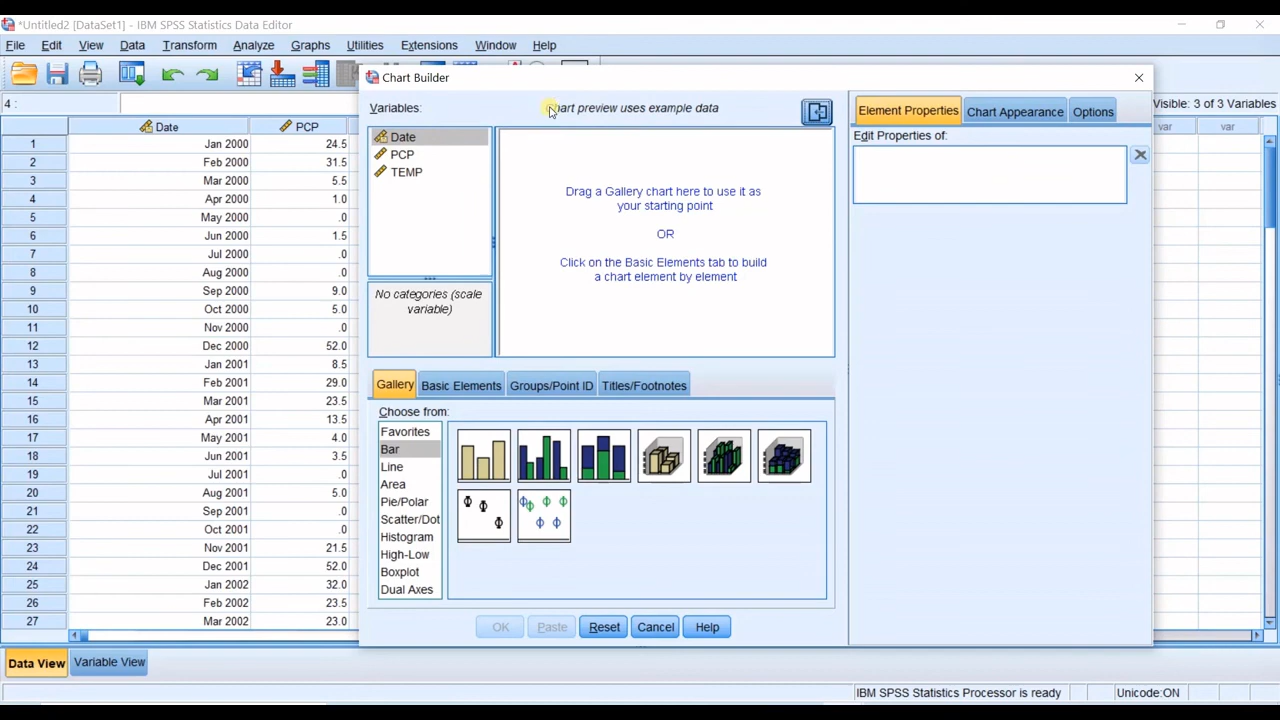 *Untitled2 [DataSet1] - IBM SPSS Statistics Data Editor
File Edit View Data Transform Analyze Graphs Utilities Extensions Window Help
Chart Builder
4 :
Visible: 3 of 3 Variables
Variables:
hart preview uses example data
Element Properties Chart Appearance Options
Edit Properties of:
Date PCP var var
Date
PCP
TEMP
Drag a Gallery chart here to use it as
your starting point
OR
Click on the Basic Elements tab to build
a chart element by element
No categories (scale
variable)
Gallery Basic Elements Groups/Point ID Titles/Footnotes
Choose from:
Favorites
Bar
Line
Area
Pie/Polar
Scatter/Dot
Histogram
High-Low
Boxplot
Dual Axes
OK Paste Reset Cancel Help
1 Jan 2000 24.5
2 Feb 2000 31.5
3 Mar 2000 5.5
4 Apr 2000 1.0
5 May 2000 .0
6 Jun 2000 1.5
7 Jul 2000 .0
8 Aug 2000 .0
9 Sep 2000 9.0
10 Oct 2000 5.0
11 Nov 2000 .0
12 Dec 2000 52.0
13 Jan 2001 8.5
14 Feb 2001 29.0
15 Mar 2001 23.5
16 Apr 2001 13.5
17 May 2001 4.0
18 Jun 2001 3.5
19 Jul 2001 .0
20 Aug 2001 5.0
21 Sep 2001 .0
22 Oct 2001 .0
23 Nov 2001 21.5
24 Dec 2001 52.0
25 Jan 2002 32.0
26 Feb 2002 23.5
27 Mar 2002 23.0
Data View Variable View
IBM SPSS Statistics Processor is ready Unicode:ON